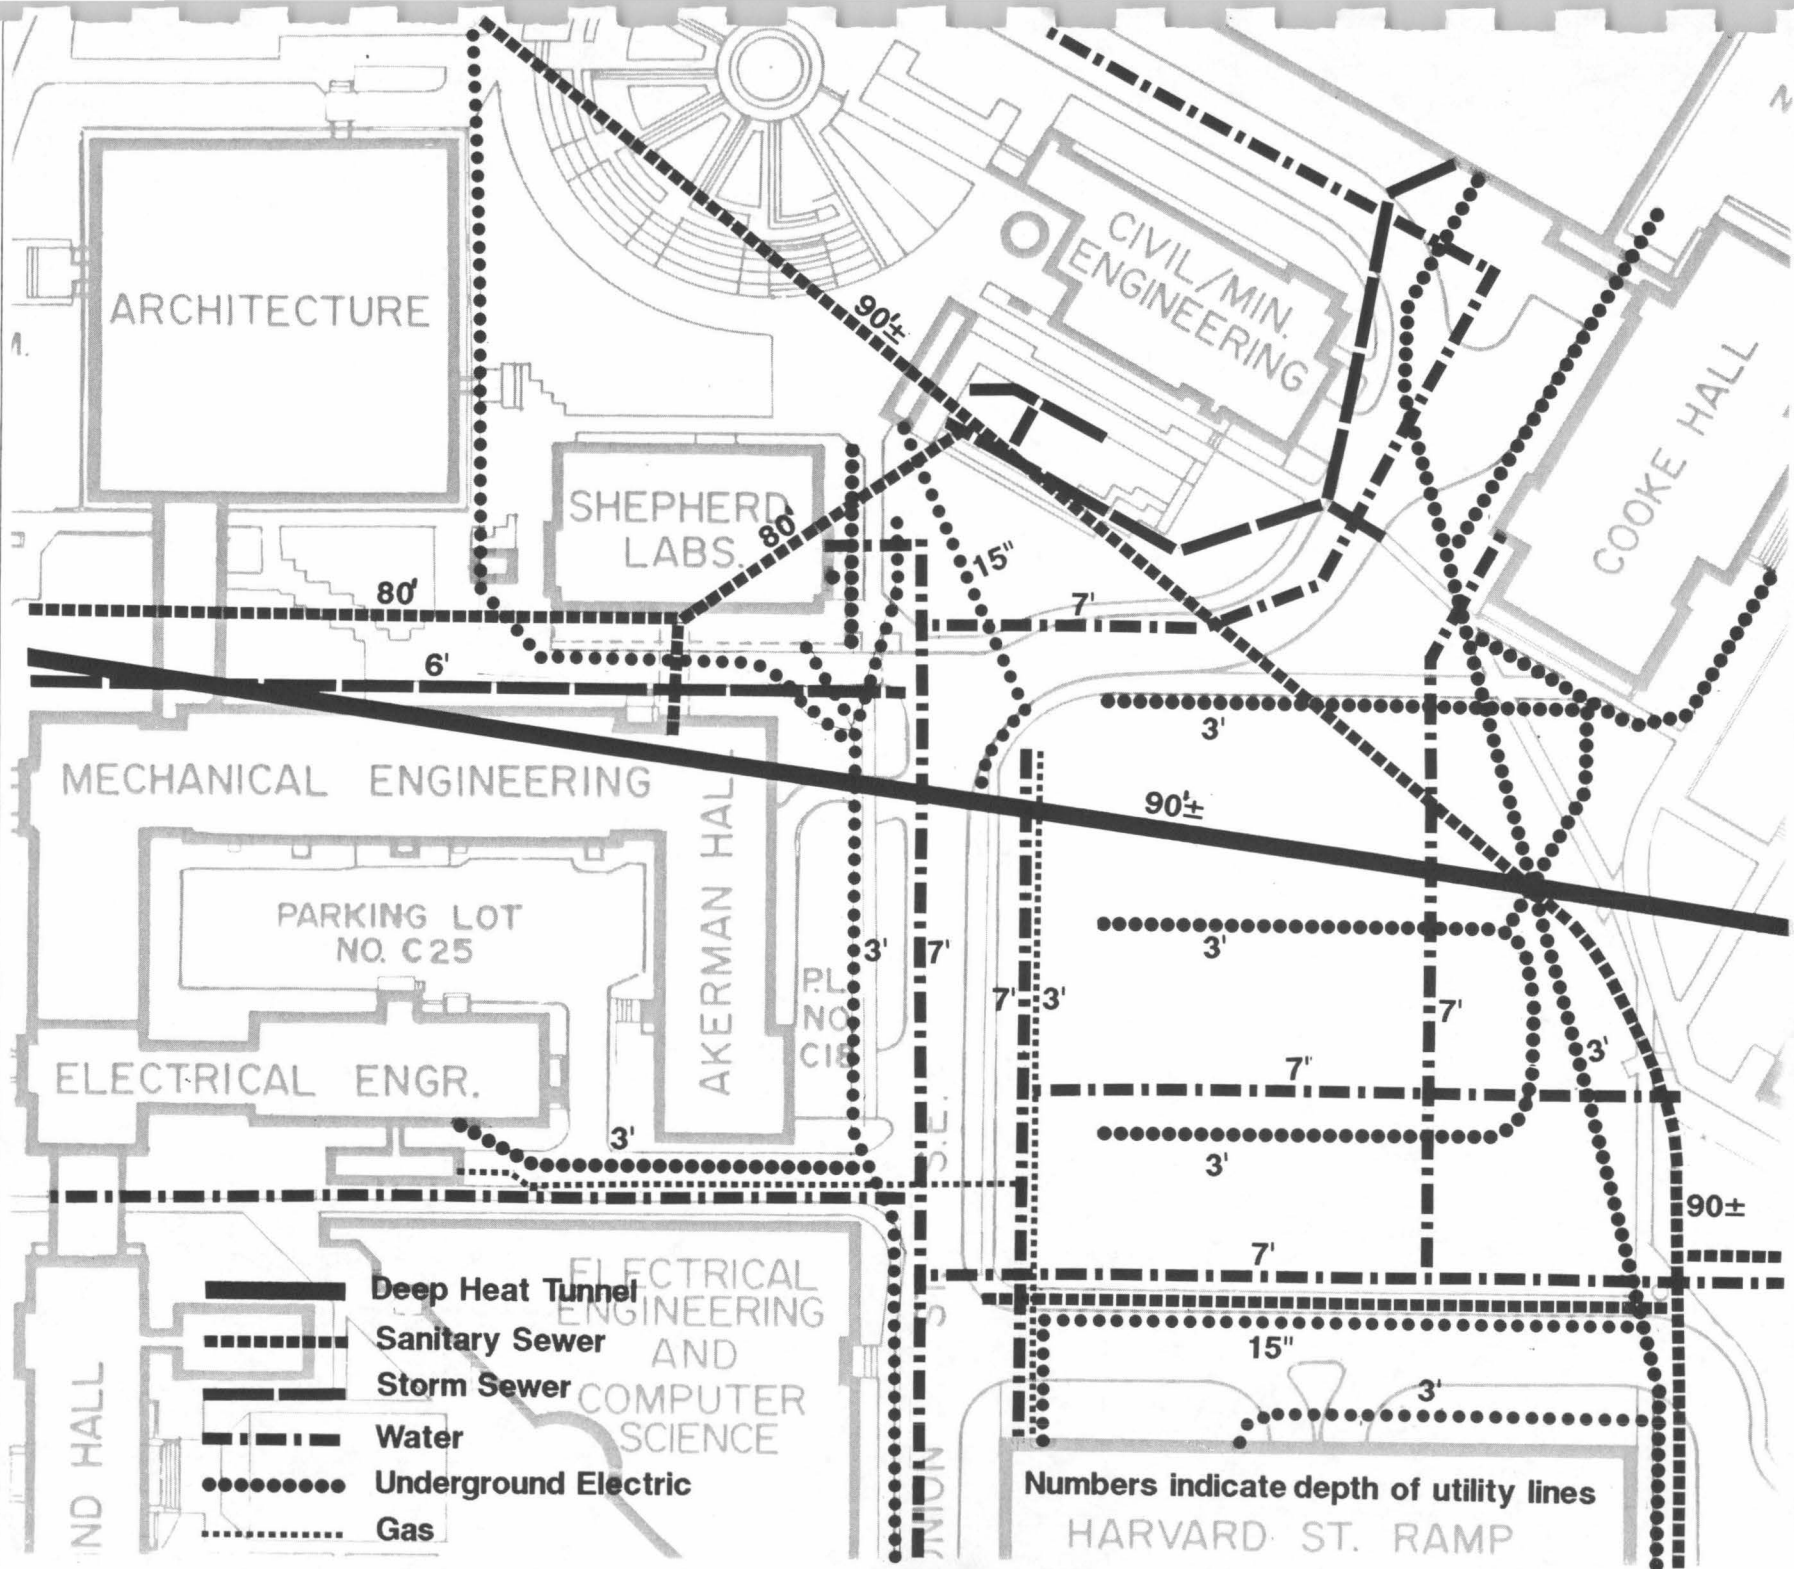 ARCHITECTURE
CIVIL/MIN.
ENGINEERING
90'±
COOKE HALL
SHEPHERD
LABS.
80'
15"
80'
7'
6'
3'
MECHANICAL ENGINEERING
90'±
AKERMAN HALL
PARKING LOT
NO. C25
3'
7'
3'
P.L.
NO
C18
7'
3'
7'
3'
ELECTRICAL ENGR.
7'
3'
3'
90±
UNION ST. S.E.
7'
ELECTRICAL
ENGINEERING
AND
COMPUTER
SCIENCE
15"
3'
Deep Heat Tunnel
Sanitary Sewer
Storm Sewer
Water
Underground Electric
Gas
ND HALL
Numbers indicate depth of utility lines
HARVARD ST. RAMP